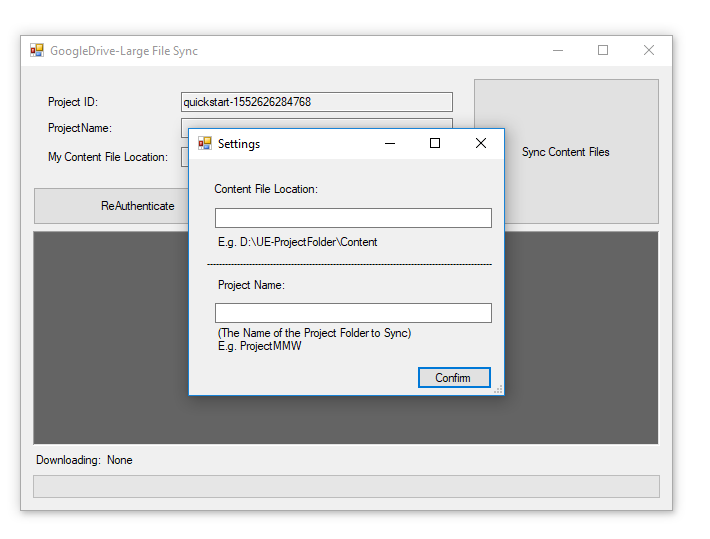 GoogleDrive-Large File Sync
Project ID:
quickstart-1552626284768
ProjectName:
My Content File Location:
Sync Content Files
ReAuthenticate
Settings
Content File Location:
E.g. D:\UE-ProjectFolder\Content
Project Name:
(The Name of the Project Folder to Sync)
E.g. ProjectMMW
Confirm
Downloading: None